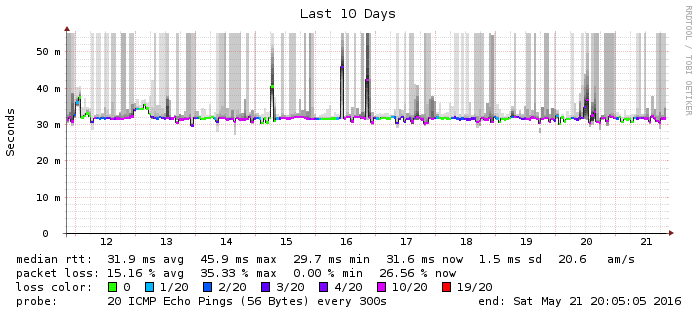 Last 10 Days
RRDTOOL / TOBI OETIKER
Seconds
50 m
40 m
30 m
20 m
10 m
0
12 13 14 15 16 17 18 19 20 21
median rtt: 31.9 ms avg 45.9 ms max 29.7 ms min 31.6 ms now 1.5 ms sd 20.6 am/s
packet loss: 15.16 % avg 35.33 % max 0.00 % min 26.56 % now
loss color: 0 1/20 2/20 3/20 4/20 10/20 19/20
probe: 20 ICMP Echo Pings (56 Bytes) every 300s end: Sat May 21 20:05:05 2016